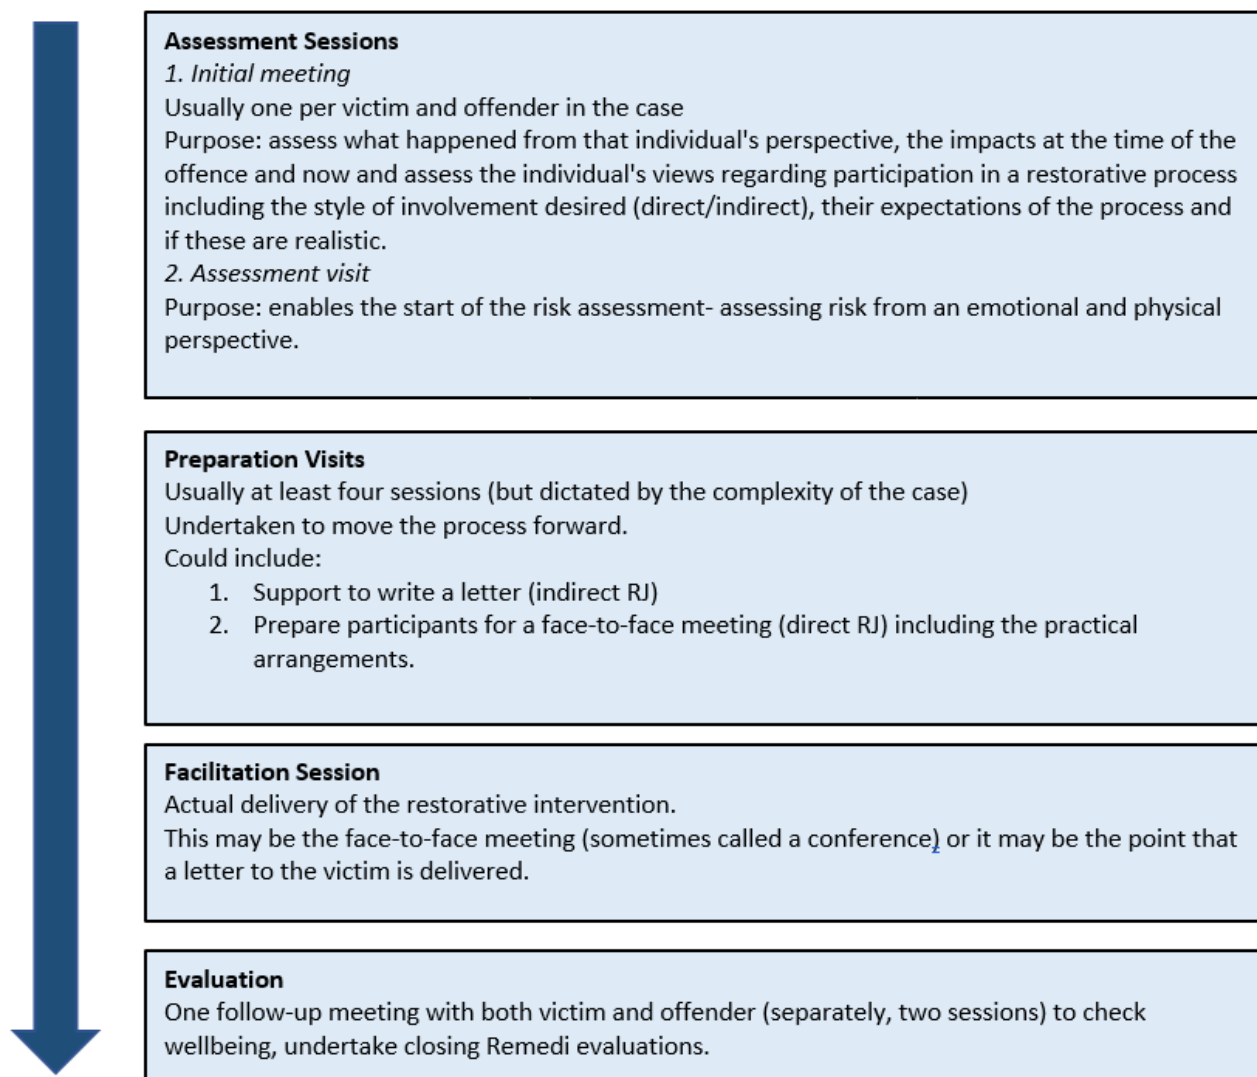 Assessment Sessions
1. Initial meeting
Usually one per victim and offender in the case
Purpose: assess what happened from that individual's perspective, the impacts at the time of the
offence and now and assess the individual's views regarding participation in a restorative process
including the style of involvement desired (direct/indirect), their expectations of the process and
if these are realistic.
2. Assessment visit
Purpose: enables the start of the risk assessment- assessing risk from an emotional and physical
perspective.
Preparation Visits
Usually at least four sessions (but dictated by the complexity of the case)
Undertaken to move the process forward.
Could include:
1. Support to write a letter (indirect RJ)
2. Prepare participants for a face-to-face meeting (direct RJ) including the practical
arrangements.
Facilitation Session
Actual delivery of the restorative intervention.
This may be the face-to-face meeting (sometimes called a conference) or it may be the point that
a letter to the victim is delivered.
Evaluation
One follow-up meeting with both victim and offender (separately, two sessions) to check
wellbeing, undertake closing Remedi evaluations.